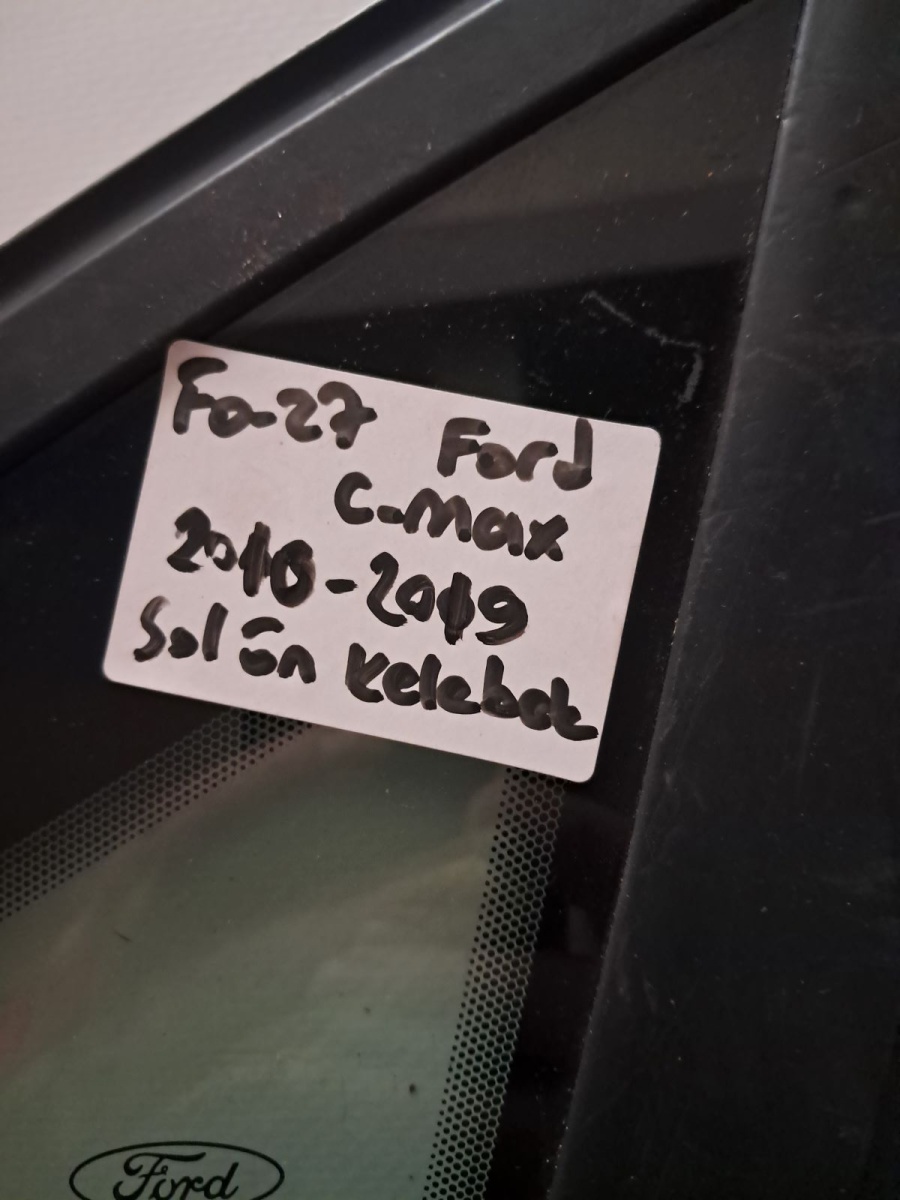 Fo-27 Ford
C-max
2010-2019
Sol ön Kelebek
Ford